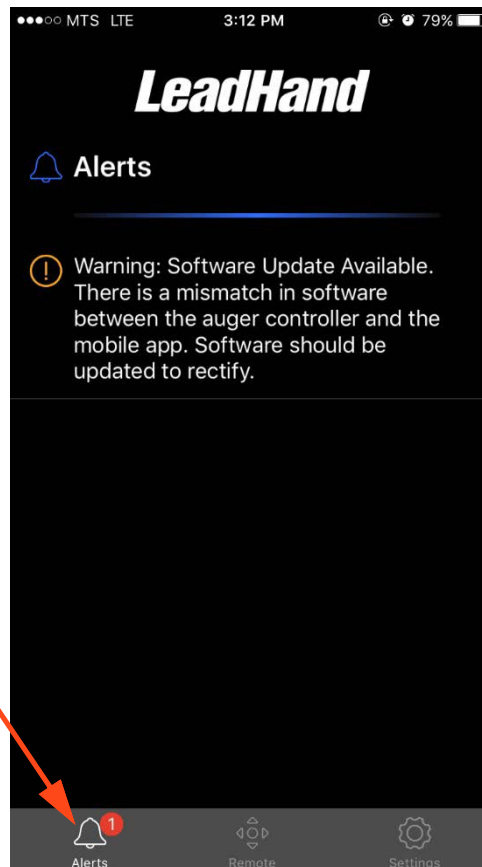 MTS LTE 3:12 PM 79%
LeadHand
Alerts
Warning: Software Update Available.
There is a mismatch in software
between the auger controller and the
mobile app. Software should be
updated to rectify.
1
Alerts Remote Settings